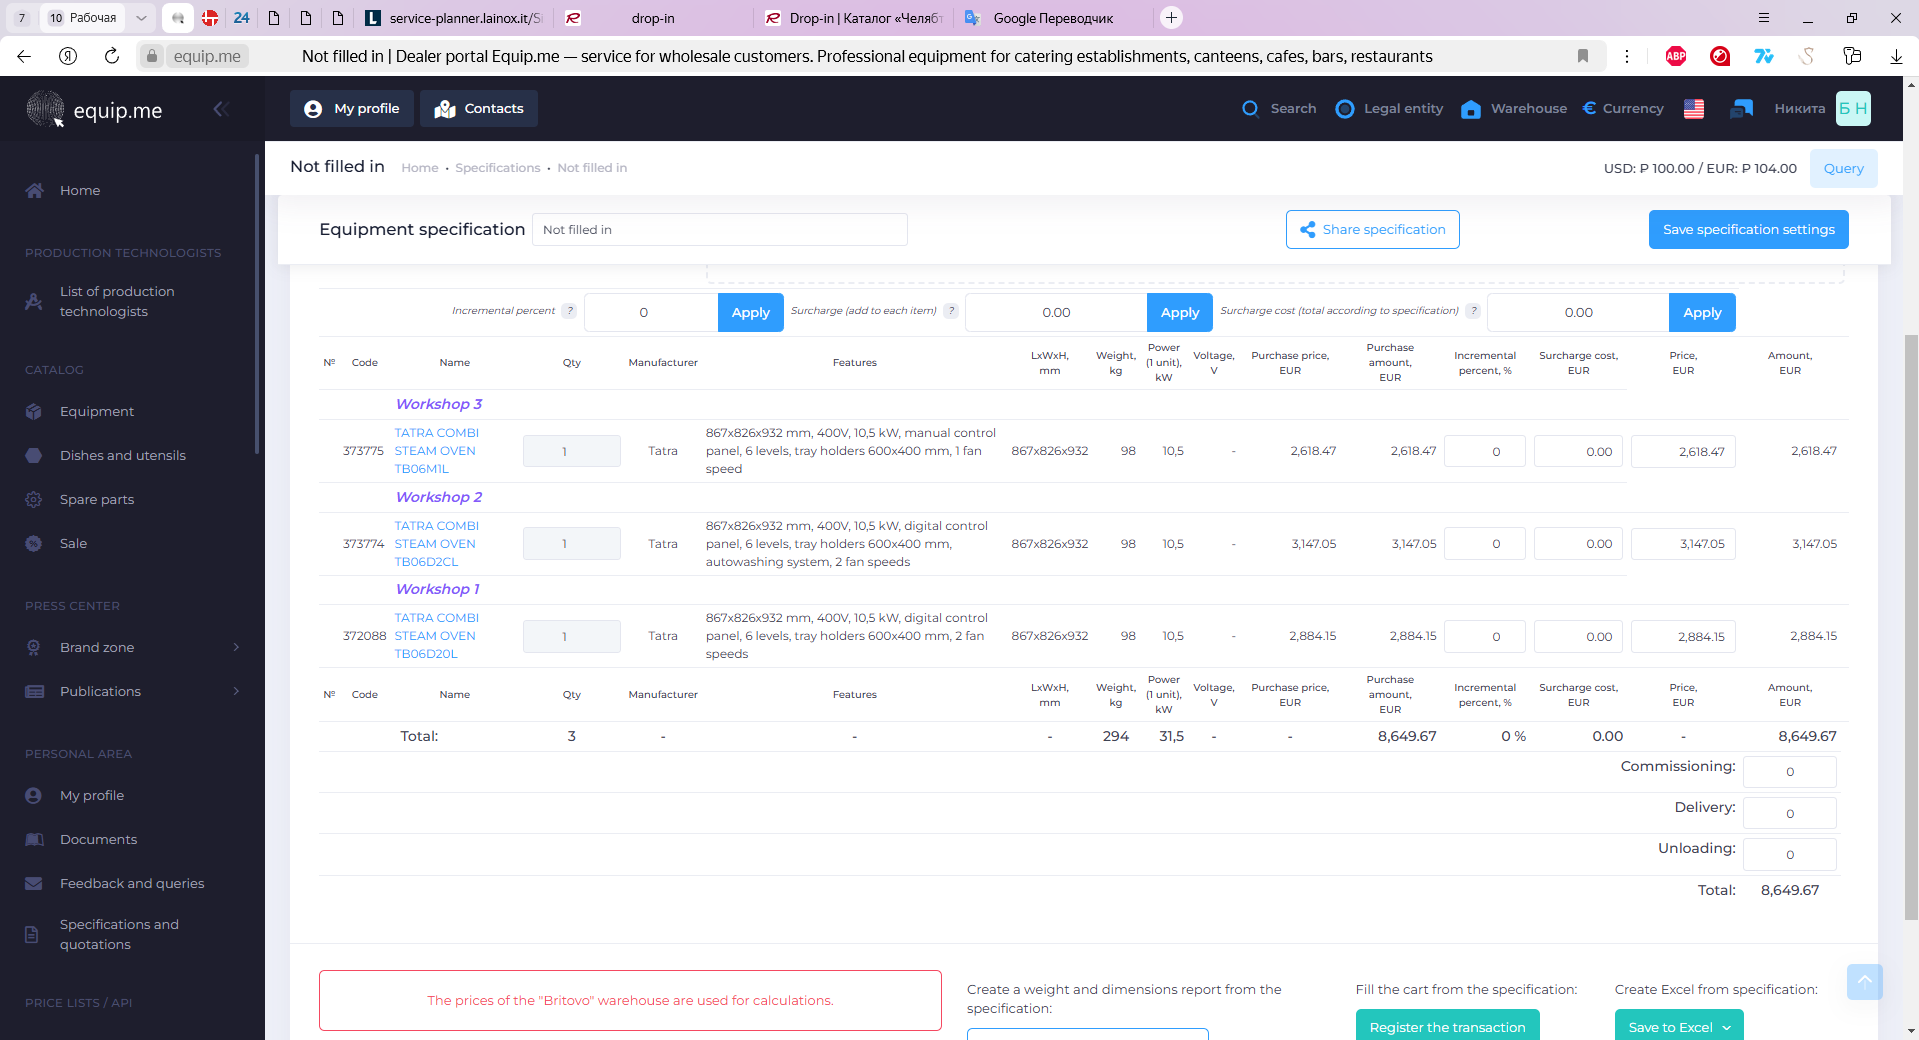 7
10 Рабочая
24
service-planner.lainox.it/Si
drop-in
Drop-in | Каталог «Челябт
Google Переводчик
equip.me
Not filled in | Dealer portal Equip.me — service for wholesale customers. Professional equipment for catering establishments, canteens, cafes, bars, restaurants
ABP
equip.me
My profile
Contacts
Search
Legal entity
Warehouse
€ Currency
Никита
Б Н
Not filled in
Home • Specifications • Not filled in
USD: P 100.00 / EUR: P 104.00
Query
Home
PRODUCTION TECHNOLOGISTS
List of production
technologists
CATALOG
Equipment
Dishes and utensils
Spare parts
Sale
PRESS CENTER
Brand zone
Publications
PERSONAL AREA
My profile
Documents
Feedback and queries
Specifications and
quotations
PRICE LISTS / API
Equipment specification
Not filled in
Share specification
Save specification settings
Incremental percent ? 0 Apply
Surcharge (add to each item) ? 0.00 Apply
Surcharge cost (total according to specification) ? 0.00 Apply
№ Code Name Qty Manufacturer Features LxWxH, mm Weight, kg Power (1 unit), kW Voltage, V Purchase price, EUR Purchase amount, EUR Incremental percent, % Surcharge cost, EUR Price, EUR Amount, EUR
Workshop 3
373775 TATRA COMBI STEAM OVEN TB06M1L 1 Tatra 867x826x932 mm, 400V, 10,5 kW, manual control panel, 6 levels, tray holders 600x400 mm, 1 fan speed 867x826x932 98 10,5 - 2,618.47 2,618.47 0 0.00 2,618.47 2,618.47
Workshop 2
373774 TATRA COMBI STEAM OVEN TB06D2CL 1 Tatra 867x826x932 mm, 400V, 10,5 kW, digital control panel, 6 levels, tray holders 600x400 mm, autowashing system, 2 fan speeds 867x826x932 98 10,5 - 3,147.05 3,147.05 0 0.00 3,147.05 3,147.05
Workshop 1
372088 TATRA COMBI STEAM OVEN TB06D20L 1 Tatra 867x826x932 mm, 400V, 10,5 kW, digital control panel, 6 levels, tray holders 600x400 mm, 2 fan speeds 867x826x932 98 10,5 - 2,884.15 2,884.15 0 0.00 2,884.15 2,884.15
№ Code Name Qty Manufacturer Features LxWxH, mm Weight, kg Power (1 unit), kW Voltage, V Purchase price, EUR Purchase amount, EUR Incremental percent, % Surcharge cost, EUR Price, EUR Amount, EUR
Total: 3 - - - 294 31,5 - - 8,649.67 0 % 0.00 - 8,649.67
Commissioning: 0
Delivery: 0
Unloading: 0
Total: 8,649.67
The prices of the "Britovo" warehouse are used for calculations.
Create a weight and dimensions report from the
specification:
Fill the cart from the specification:
Register the transaction
Create Excel from specification:
Save to Excel